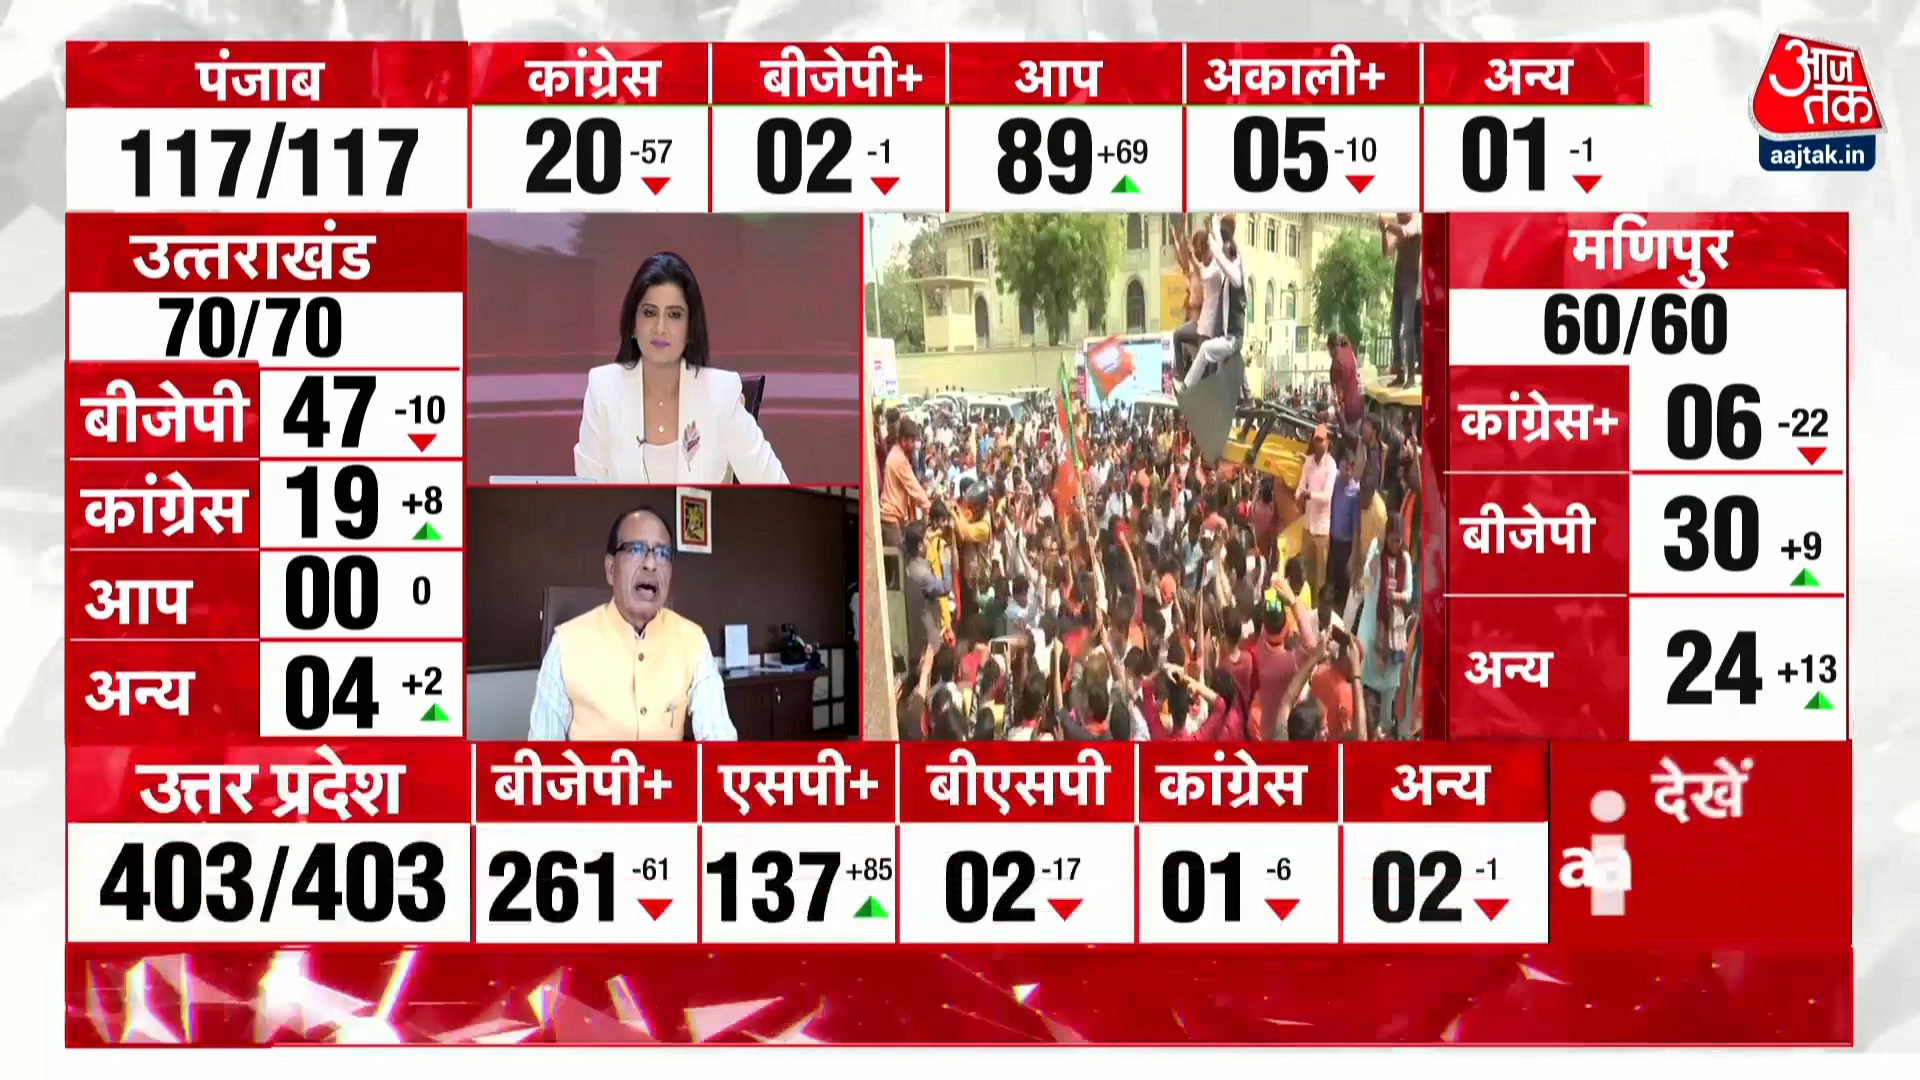 पंजाब
117/117
कांग्रेस
20 -57
बीजेपी+
02 -1
आप
89 +69
अकाली+
05 -10
अन्य
01 -1
आज
तक
aajtak.in
उत्तराखंड
70/70
बीजेपी 47 -10
कांग्रेस 19 +8
आप 00 0
अन्य 04 +2
मणिपुर
60/60
कांग्रेस+ 06 -22
बीजेपी 30 +9
अन्य 24 +13
उत्तर प्रदेश
403/403
बीजेपी+
261 -61
एसपी+
137 +85
बीएसपी
02 -17
कांग्रेस
01 -6
अन्य
02 -1
देखें